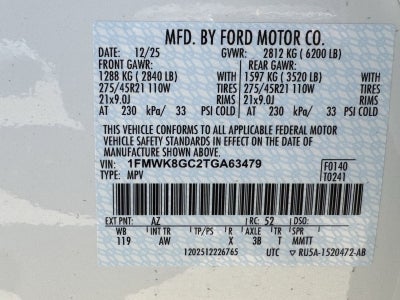 MFD. BY FORD MOTOR CO.
DATE: 12/25 GVWR: 2812 KG ( 6200 LB)
FRONT GAWR: REAR GAWR:
1288 KG ( 2840 LB) WITH 1597 KG ( 3520 LB) WITH
275/45R21 110W TIRES 275/45R21 110W TIRES
21x9.0J RIMS 21x9.0J RIMS
AT 230 kPa/ 33 PSI COLD AT 230 kPa/ 33 PSI COLD
THIS VEHICLE CONFORMS TO ALL APPLICABLE FEDERAL MOTOR
VEHICLE SAFETY STANDARDS IN EFFECT ON THE DATE OF
MANUFACTURE SHOWN ABOVE.
VIN: 1FMWK8GC2TGA63479 F0140
TYPE: MPV T0241
EXT PNT: AZ RC: 52 DSO:
WB INT TR TP/PS R AXLE TR SPR
119 AW X 3B T MMTT
1202512226765 UTC RU5A-1520472-AB